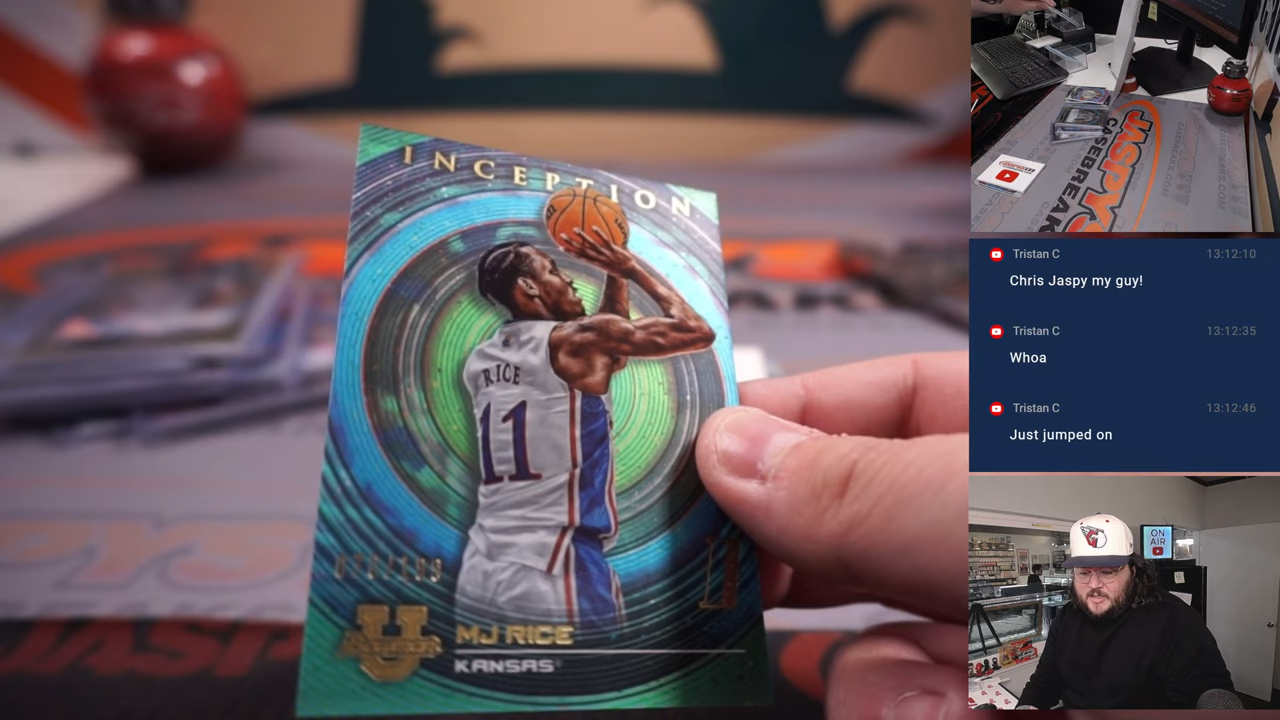 INCEPTION
RICE
11
11
MJ RICE
KANSAS
JASPYS
CASEBREAK
Tristan C 13:12:10
Chris Jaspy my guy!
Tristan C 13:12:35
Whoa
Tristan C 13:12:46
Just jumped on
ON
AIR